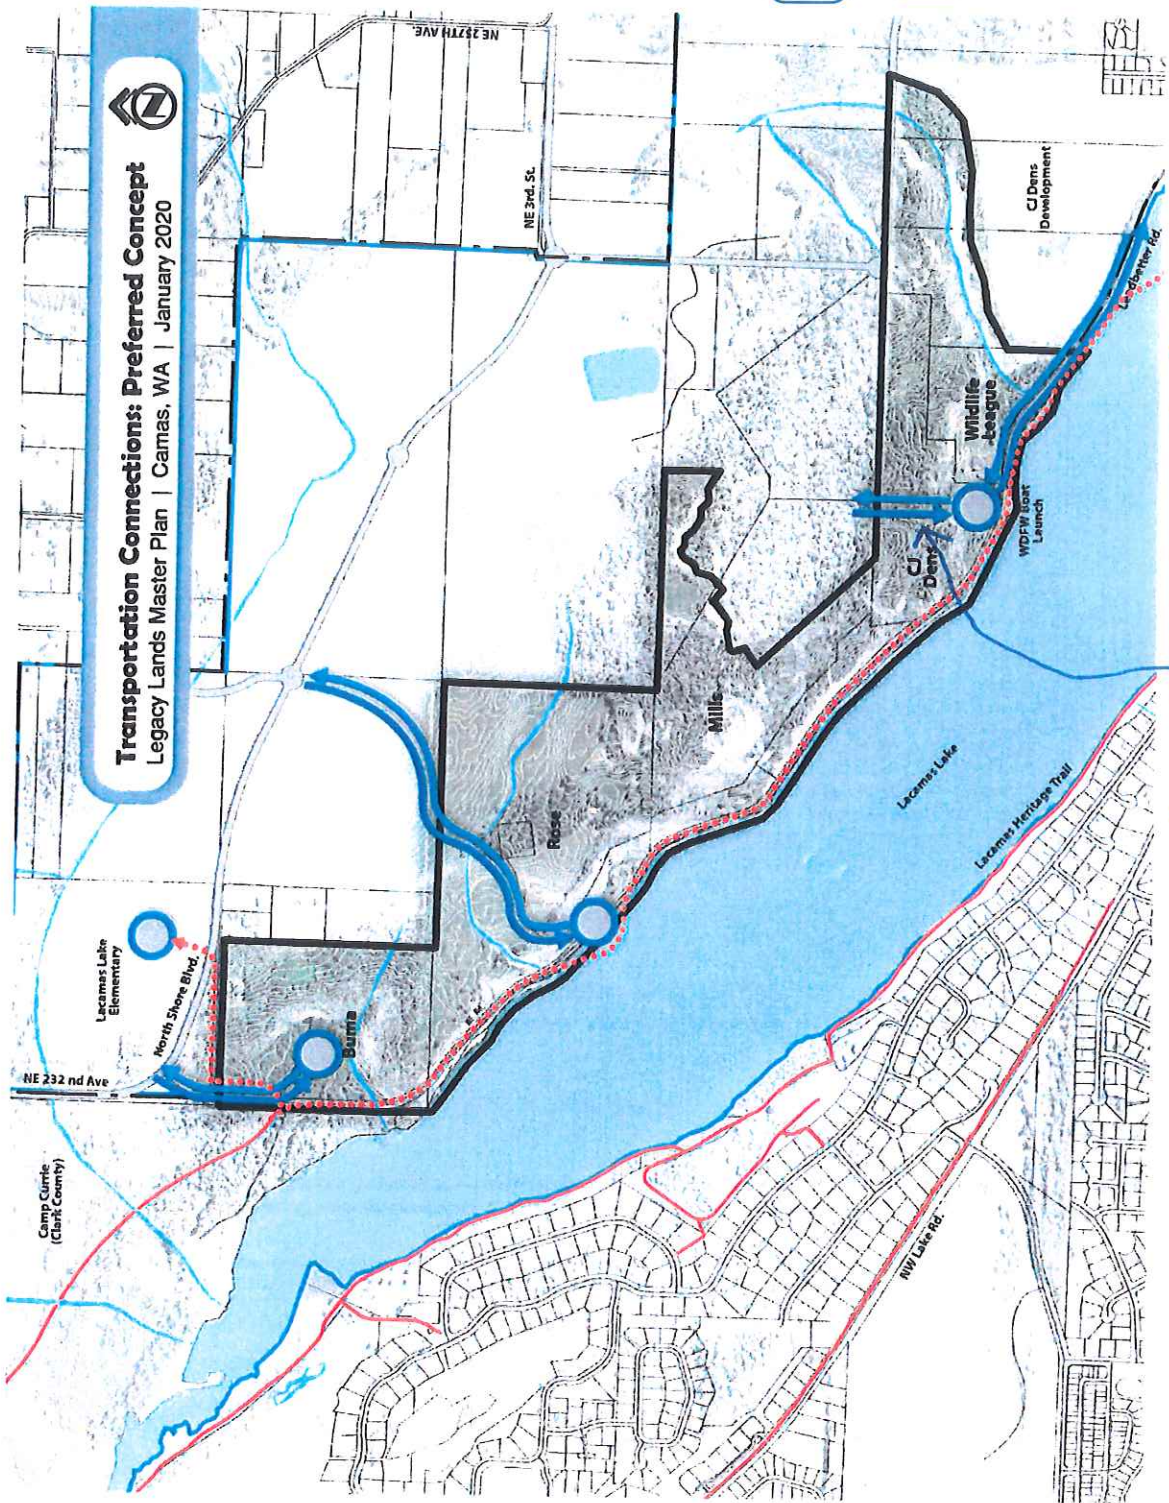 Transportation Connections: Preferred Concept
Legacy Lands Master Plan | Camas, WA | January 2020
N
NE 257TH AVE.
NE 3rd. St.
CJ Dens
Development
Leadbetter Rd.
Wildlife
League
WDFW Boat
Launch
CJ
Dens
Mills
Rose
Lacamas Lake
Lacamas Heritage Trail
Lacamas Lake
Elementary
North Shore Blvd.
Buma
NE 232 nd Ave
Camp Currie
(Clark County)
NW Lake Rd.